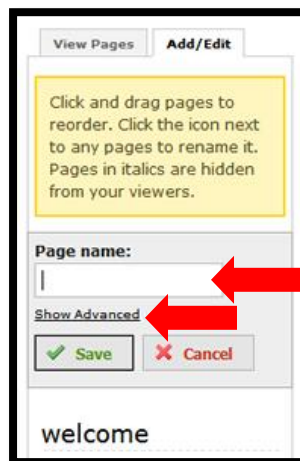 View Pages Add/Edit
Click and drag pages to
reorder. Click the icon next
to any pages to rename it.
Pages in italics are hidden
from your viewers.
Page name:
Show Advanced
Save Cancel
welcome